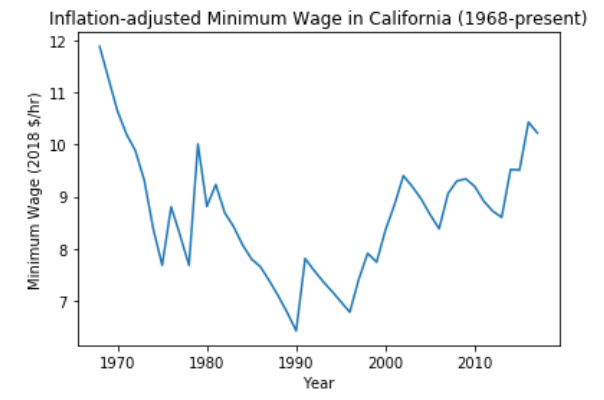 Inflation-adjusted Minimum Wage in California (1968-present)
12
11
10
9
8
7
Minimum Wage (2018 $/hr)
1970 1980 1990 2000 2010
Year